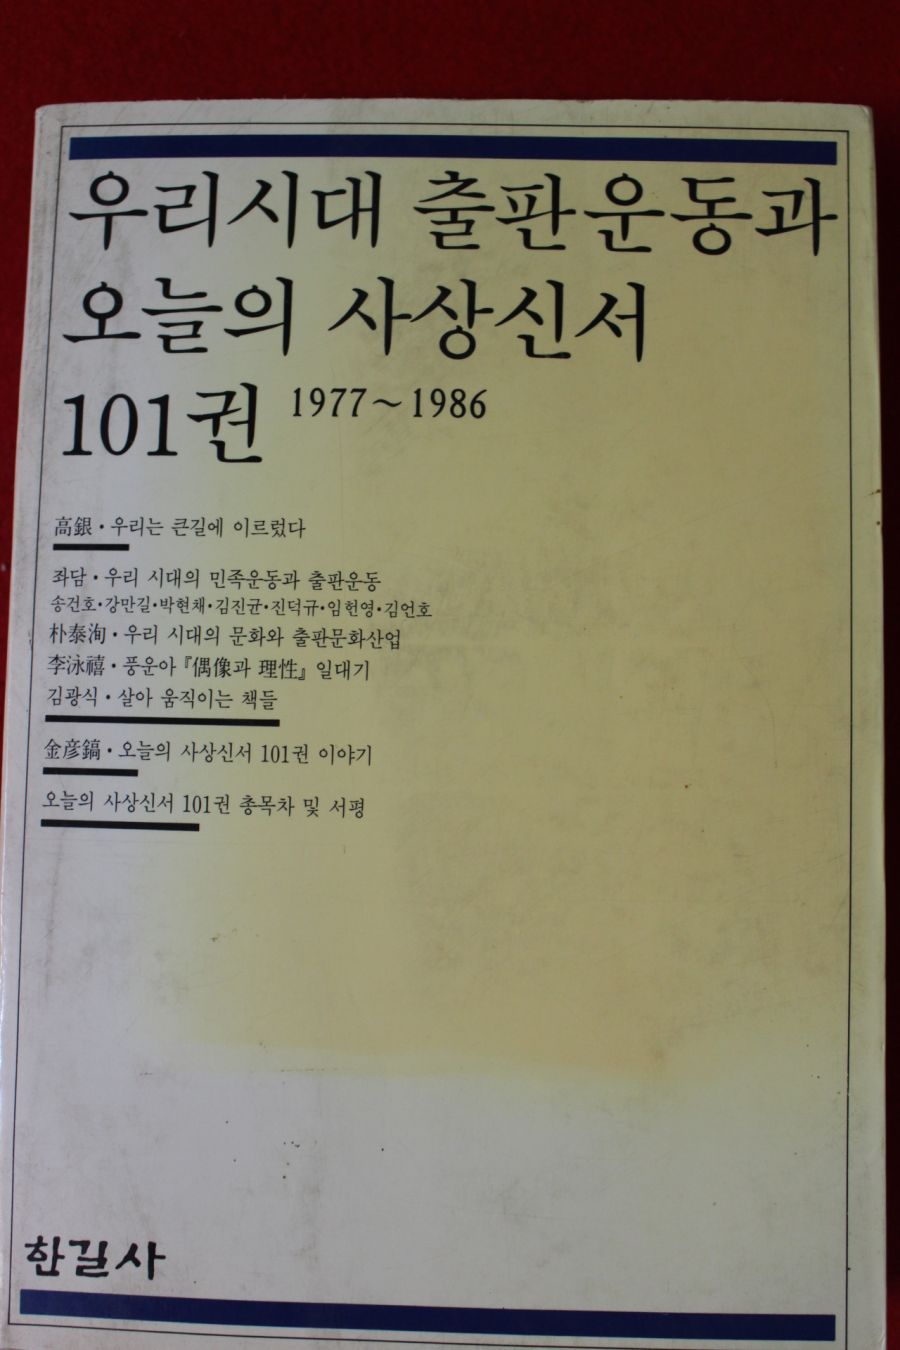 우리시대 출판운동과
오늘의 사상신서
101권 1977~1986
高銀·우리는 큰길에 이르렀다
좌담·우리 시대의 민족운동과 출판운동
송건호·강만길·박현채·김진균·진덕규·임헌영·김언호
朴泰洵·우리 시대의 문화와 출판문화산업
李泳禧·풍운아『偶像과 理性』일대기
김광식·살아 움직이는 책들
金彦鎬·오늘의 사상신서 101권 이야기
오늘의 사상신서 101권 총목차 및 서평
한길사